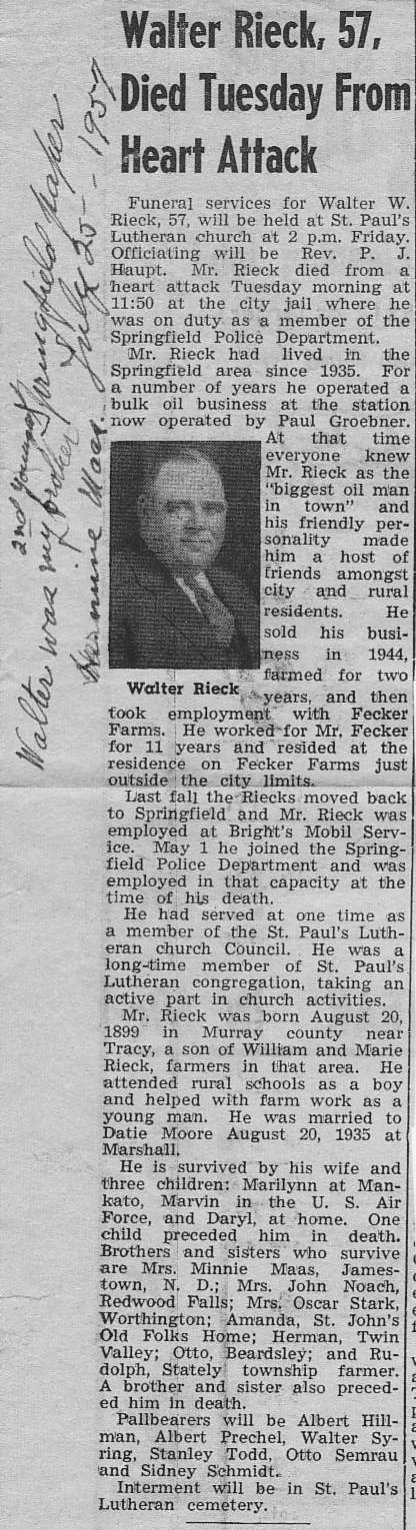 Walter Rieck, 57,
Died Tuesday From
Heart Attack
Funeral services for Walter W.
Rieck, 57, will be held at St. Paul's
Lutheran church at 2 p.m. Friday.
Officiating will be Rev. P. J.
Haupt. Mr. Rieck died from a
heart attack Tuesday morning at
11:50 at the city jail where he
was on duty as a member of the
Springfield Police Department.
Mr. Rieck had lived in the
Springfield area since 1935. For
a number of years he operated a
bulk oil business at the station
now operated by Paul Groebner.
At that time
everyone knew
Mr. Rieck as the
"biggest oil man
in town" and
his friendly per-
sonality made
him a host of
friends amongst
city and rural
residents. He
sold his busi-
ness in 1944,
farmed for two
Walter Rieck
years, and then
took employment with Fecker
Farms. He worked for Mr. Fecker
for 11 years and resided at the
residence on Fecker Farms just
outside the city limits.
Last fall the Riecks moved back
to Springfield and Mr. Rieck was
employed at Bright's Mobil Serv-
ice. May 1 he joined the Spring-
field Police Department and was
employed in that capacity at the
time of his death.
He had served at one time as
a member of the St. Paul's Luth-
eran church Council. He was a
long-time member of St. Paul's
Lutheran congregation, taking an
active part in church activities.
Mr. Rieck was born August 20,
1899 in Murray county near
Tracy, a son of William and Marie
Rieck, farmers in that area. He
attended rural schools as a boy
and helped with farm work as a
young man. He was married to
Datie Moore August 20, 1935 at
Marshall.
He is survived by his wife and
three children: Marilynn at Man-
kato, Marvin in the U. S. Air
Force, and Daryl, at home. One
child preceded him in death.
Brothers and sisters who survive
are Mrs. Minnie Maas, James-
town, N. D.; Mrs. John Noach,
Redwood Falls; Mrs. Oscar Stark,
Worthington; Amanda, St. John's
Old Folks Home; Herman, Twin
Valley; Otto, Beardsley; and Ru-
dolph, Stately township farmer.
A brother and sister also preced-
ed him in death.
Pallbearers will be Albert Hill-
man, Albert Prechel, Walter Sy-
ring, Stanley Todd, Otto Semrau
and Sidney Schmidt.
Interment will be in St. Paul's
Lutheran cemetery.
Springfield paper
July 25 - 1957
2nd youngest
Walter was my brother
Maas.